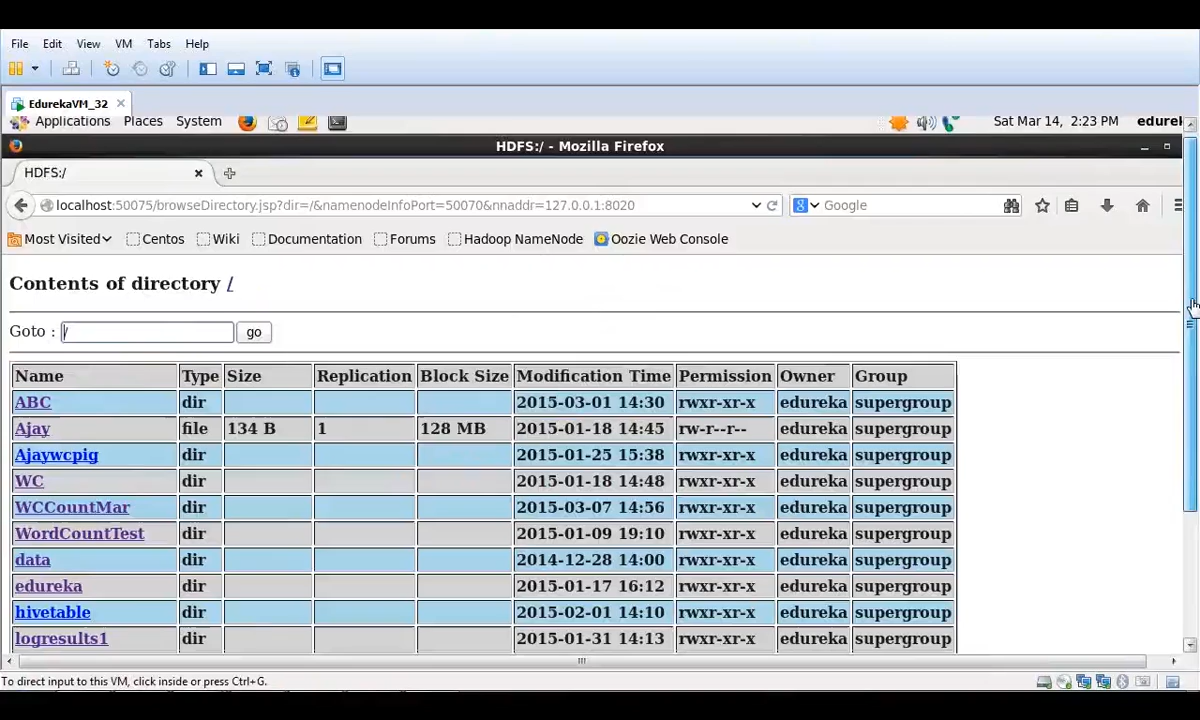 File Edit View VM Tabs Help
EdurekaVM_32
Applications Places System Sat Mar 14, 2:23 PM edurek
HDFS:/ - Mozilla Firefox
HDFS:/
localhost:50075/browseDirectory.jsp?dir=/&namenodeInfoPort=50070&nnaddr=127.0.0.1:8020 Google
Most Visited Centos Wiki Documentation Forums Hadoop NameNode Oozie Web Console
Contents of directory /
Goto : / go
Name Type Size Replication Block Size Modification Time Permission Owner Group
ABC dir 2015-03-01 14:30 rwxr-xr-x edureka supergroup
Ajay file 134 B 1 128 MB 2015-01-18 14:45 rw-r--r-- edureka supergroup
Ajaywcpig dir 2015-01-25 15:38 rwxr-xr-x edureka supergroup
WC dir 2015-01-18 14:48 rwxr-xr-x edureka supergroup
WCCountMar dir 2015-03-07 14:56 rwxr-xr-x edureka supergroup
WordCountTest dir 2015-01-09 19:10 rwxr-xr-x edureka supergroup
data dir 2014-12-28 14:00 rwxr-xr-x edureka supergroup
edureka dir 2015-01-17 16:12 rwxr-xr-x edureka supergroup
hivetable dir 2015-02-01 14:10 rwxr-xr-x edureka supergroup
logresults1 dir 2015-01-31 14:13 rwxr-xr-x edureka supergroup
To direct input to this VM, click inside or press Ctrl+G.